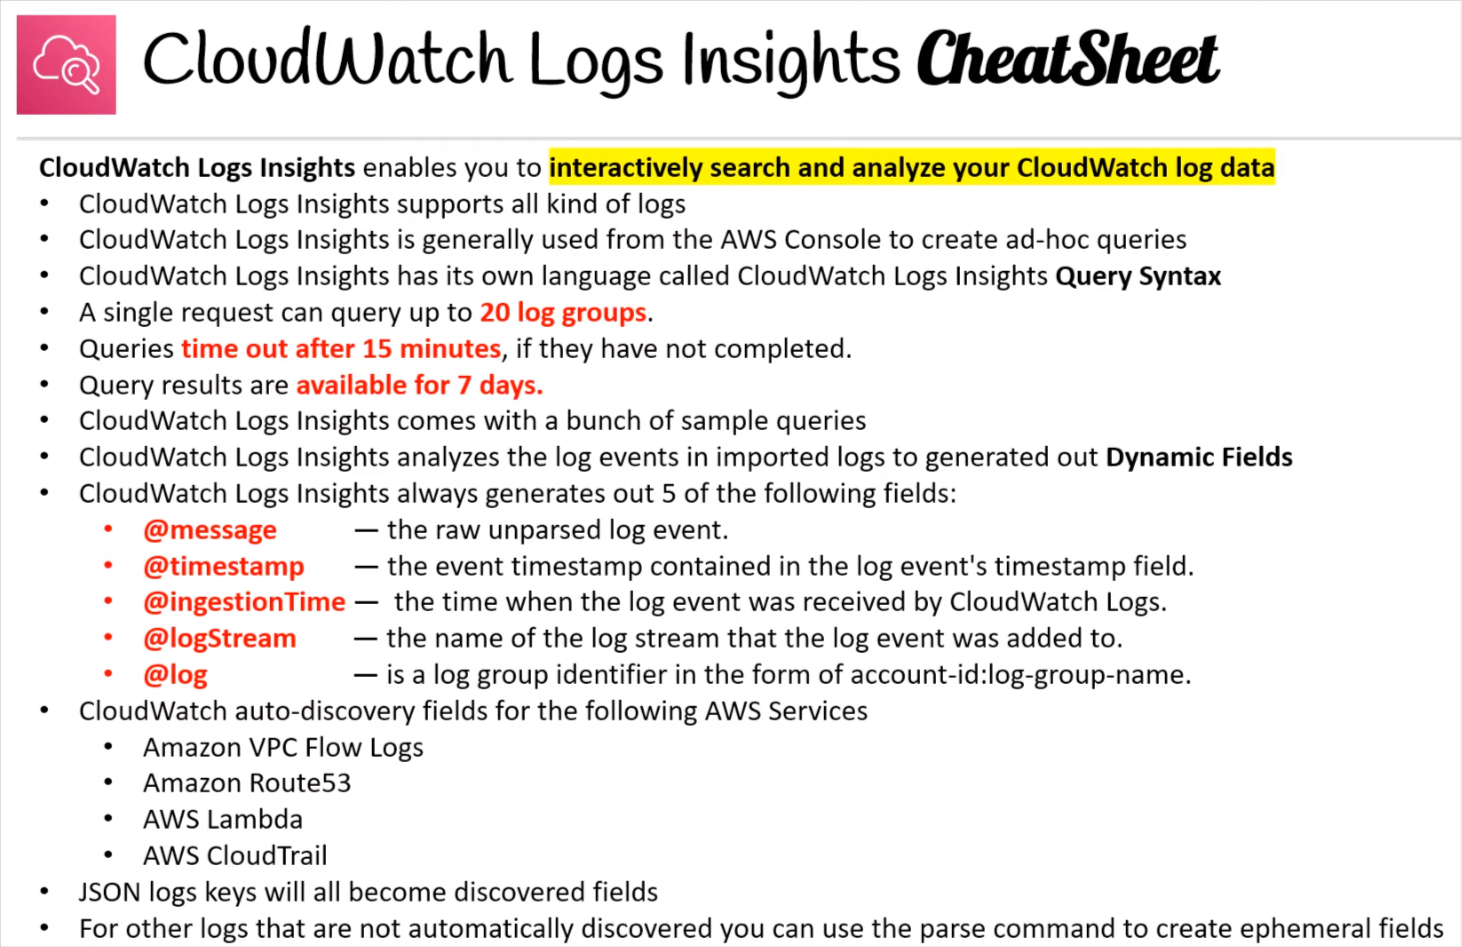 CloudWatch Logs Insights CheatSheet
CloudWatch Logs Insights enables you to interactively search and analyze your CloudWatch log data
• CloudWatch Logs Insights supports all kind of logs
• CloudWatch Logs Insights is generally used from the AWS Console to create ad-hoc queries
• CloudWatch Logs Insights has its own language called CloudWatch Logs Insights Query Syntax
• A single request can query up to 20 log groups.
• Queries time out after 15 minutes, if they have not completed.
• Query results are available for 7 days.
• CloudWatch Logs Insights comes with a bunch of sample queries
• CloudWatch Logs Insights analyzes the log events in imported logs to generated out Dynamic Fields
• CloudWatch Logs Insights always generates out 5 of the following fields:
• @message — the raw unparsed log event.
• @timestamp — the event timestamp contained in the log event's timestamp field.
• @ingestionTime — the time when the log event was received by CloudWatch Logs.
• @logStream — the name of the log stream that the log event was added to.
• @log — is a log group identifier in the form of account-id:log-group-name.
• CloudWatch auto-discovery fields for the following AWS Services
• Amazon VPC Flow Logs
• Amazon Route53
• AWS Lambda
• AWS CloudTrail
• JSON logs keys will all become discovered fields
• For other logs that are not automatically discovered you can use the parse command to create ephemeral fields